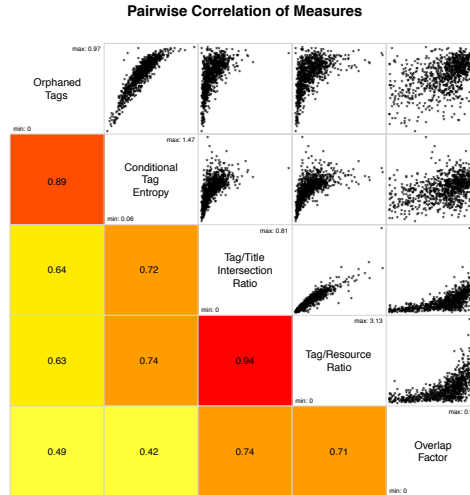 Pairwise Correlation of Measures
max: 0.97
Orphaned
Tags
min: 0
max: 1.47
0.89
Conditional
Tag
Entropy
min: 0.06
max: 0.81
0.64
0.72
Tag/Title
Intersection
Ratio
min: 0
max: 3.13
0.63
0.74
0.94
Tag/Resource
Ratio
min: 0
max: 0.
0.49
0.42
0.74
0.71
Overlap
Factor
min: 0